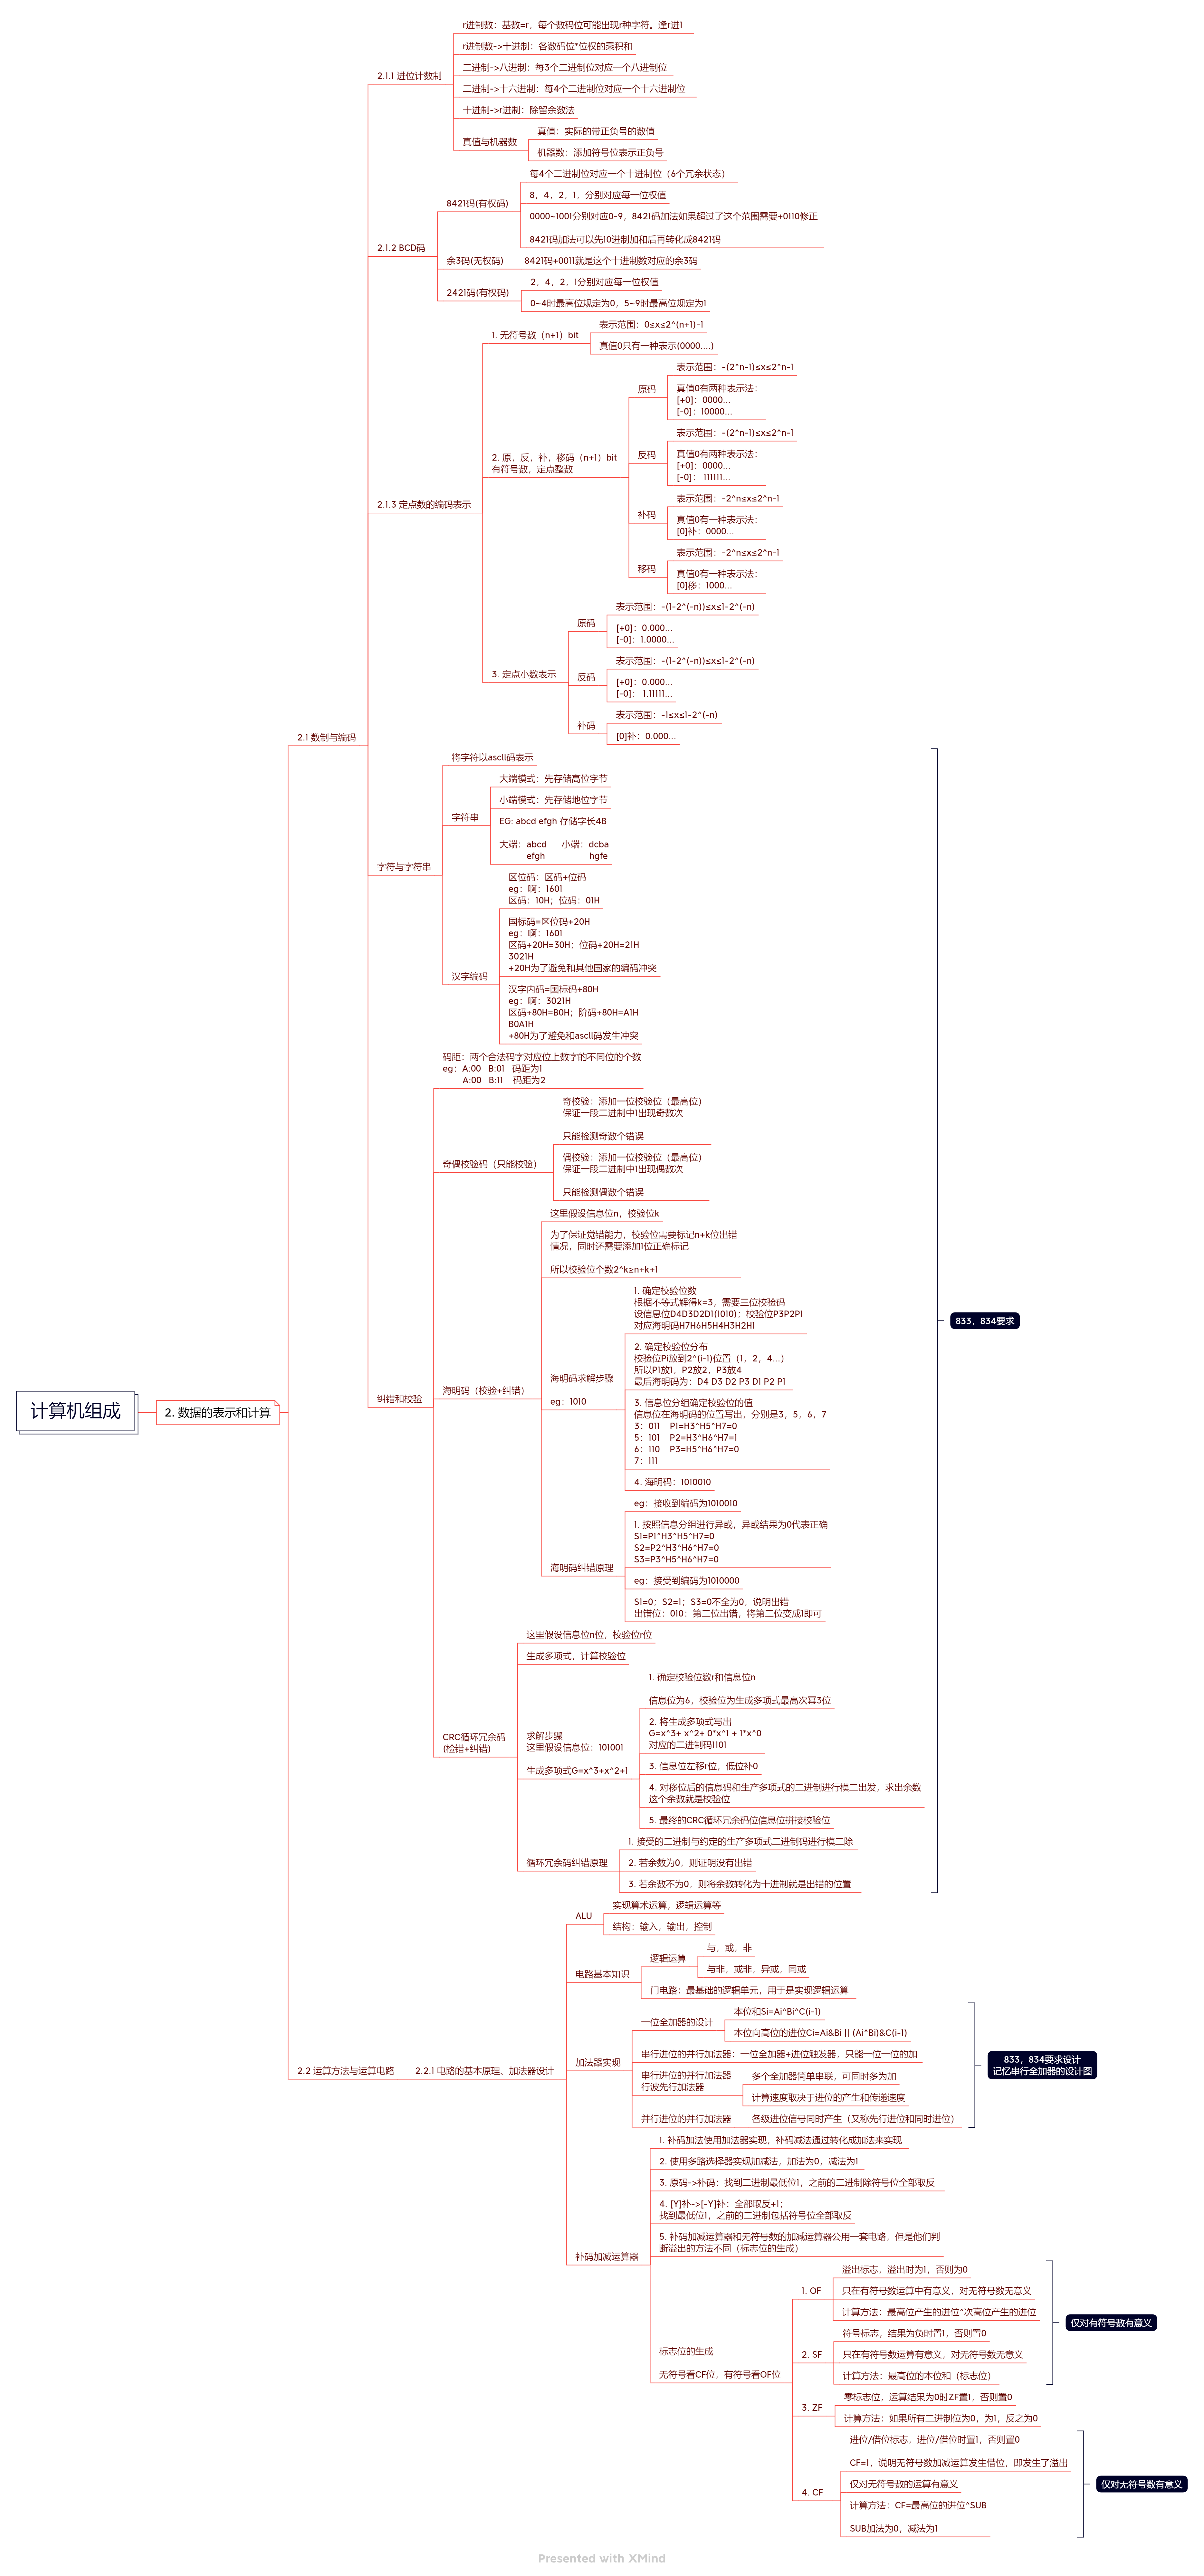 计算机组成
2. 数据的表示和计算
2.1 数制与编码
2.1.1 进位计数制
r进制数：基数=r，每个数码位可能出现r种字符。逢r进1
r进制数->十进制：各数码位*位权的乘积和
二进制->八进制：每3个二进制位对应一个八进制位
二进制->十六进制：每4个二进制位对应一个十六进制位
十进制->r进制：除留余数法
真值与机器数
真值：实际的带正负号的数值
机器数：添加符号位表示正负号
2.1.2 BCD码
8421码(有权码)
每4个二进制位对应一个十进制位（6个冗余状态）
8，4，2，1，分别对应每一位权值
0000~1001分别对应0-9，8421码加法如果超过了这个范围需要+0110修正
8421码加法可以先10进制加和后再转化成8421码
余3码(无权码)
8421码+0011就是这个十进制数对应的余3码
2421码(有权码)
2，4，2，1分别对应每一位权值
0~4时最高位规定为0，5~9时最高位规定为1
2.1.3 定点数的编码表示
1. 无符号数（n+1）bit
表示范围：0≤x≤2^(n+1)-1
真值0只有一种表示(0000....)
2. 原，反，补，移码（n+1）bit
有符号数，定点整数
原码
表示范围：-(2^n-1)≤x≤2^n-1
真值0有两种表示法：
[+0]：0000...
[-0]：10000...
反码
表示范围：-(2^n-1)≤x≤2^n-1
真值0有两种表示法：
[+0]：0000...
[-0]： 111111...
补码
表示范围：-2^n≤x≤2^n-1
真值0有一种表示法：
[0]补：0000...
移码
表示范围：-2^n≤x≤2^n-1
真值0有一种表示法：
[0]移：1000...
3. 定点小数表示
原码
表示范围：-(1-2^(-n))≤x≤1-2^(-n)
[+0]：0.000...
[-0]：1.0000...
反码
表示范围：-(1-2^(-n))≤x≤1-2^(-n)
[+0]：0.000...
[-0]： 1.11111...
补码
表示范围：-1≤x≤1-2^(-n)
[0]补：0.000...
字符与字符串
将字符以ascll码表示
字符串
大端模式：先存储高位字节
小端模式：先存储地位字节
EG: abcd efgh 存储字长4B
大端：abcd 小端：dcba
efgh hgfe
汉字编码
区位码：区码+位码
eg：啊：1601
区码：10H；位码：01H
国标码=区位码+20H
eg：啊：1601
区码+20H=30H；位码+20H=21H
3021H
+20H为了避免和其他国家的编码冲突
汉字内码=国标码+80H
eg：啊：3021H
区码+80H=B0H；阶码+80H=A1H
B0A1H
+80H为了避免和ascll码发生冲突
纠错和校验
码距：两个合法码字对应位上数字的不同位的个数
eg：A:00 B:01 码距为1
A:00 B:11 码距为2
奇偶校验码（只能校验）
奇校验：添加一位校验位（最高位）
保证一段二进制中1出现奇数次
只能检测奇数个错误
偶校验：添加一位校验位（最高位）
保证一段二进制中1出现偶数次
只能检测偶数个错误
海明码（校验+纠错）
这里假设信息位n，校验位k
为了保证觉错能力，校验位需要标记n+k位出错
情况，同时还需要添加1位正确标记
所以校验位个数2^k≥n+k+1
海明码求解步骤
eg：1010
1. 确定校验位数
根据不等式解得k=3，需要三位校验码
设信息位D4D3D2D1(1010)；校验位P3P2P1
对应海明码H7H6H5H4H3H2H1
2. 确定校验位分布
校验位Pi放到2^(i-1)位置（1，2，4...）
所以P1放1，P2放2，P3放4
最后海明码为：D4 D3 D2 P3 D1 P2 P1
3. 信息位分组确定校验位的值
信息位在海明码的位置写出，分别是3，5，6，7
3：011 P1=H3^H5^H7=0
5：101 P2=H3^H6^H7=1
6：110 P3=H5^H6^H7=0
7：111
4. 海明码：1010010
海明码纠错原理
eg：接收到编码为1010010
1. 按照信息分组进行异或，异或结果为0代表正确
S1=P1^H3^H5^H7=0
S2=P2^H3^H6^H7=0
S3=P3^H5^H6^H7=0
eg：接受到编码为1010000
S1=0；S2=1；S3=0不全为0，说明出错
出错位：010：第二位出错，将第二位变成1即可
CRC循环冗余码
(检错+纠错)
这里假设信息位n位，校验位r位
生成多项式，计算校验位
求解步骤
这里假设信息位：101001
生成多项式G=x^3+x^2+1
1. 确定校验位数r和信息位n
信息位为6，校验位为生成多项式最高次幂3位
2. 将生成多项式写出
G=x^3+ x^2+ 0*x^1 + 1*x^0
对应的二进制码1101
3. 信息位左移r位，低位补0
4. 对移位后的信息码和生产多项式的二进制进行模二出发，求出余数
这个余数就是校验位
5. 最终的CRC循环冗余码位信息位拼接校验位
循环冗余码纠错原理
1. 接受的二进制与约定的生产多项式二进制码进行模二除
2. 若余数为0，则证明没有出错
3. 若余数不为0，则将余数转化为十进制就是出错的位置
833，834要求
2.2 运算方法与运算电路
2.2.1 电路的基本原理、加法器设计
ALU
实现算术运算，逻辑运算等
结构：输入，输出，控制
电路基本知识
逻辑运算
与，或，非
与非，或非，异或，同或
门电路：最基础的逻辑单元，用于是实现逻辑运算
加法器实现
一位全加器的设计
本位和Si=Ai^Bi^C(i-1)
本位向高位的进位Ci=Ai&Bi || (Ai^Bi)&C(i-1)
串行进位的并行加法器：一位全加器+进位触发器，只能一位一位的加
串行进位的并行加法器
行波先行加法器
多个全加器简单串联，可同时多为加
计算速度取决于进位的产生和传递速度
并行进位的并行加法器
各级进位信号同时产生（又称先行进位和同时进位）
833，834要求设计
记忆串行全加器的设计图
补码加减运算器
1. 补码加法使用加法器实现，补码减法通过转化成加法来实现
2. 使用多路选择器实现加减法，加法为0，减法为1
3. 原码->补码：找到二进制最低位1，之前的二进制除符号位全部取反
4. [Y]补->[-Y]补：全部取反+1；
找到最低位1，之前的二进制包括符号位全部取反
5. 补码加减运算器和无符号数的加减运算器公用一套电路，但是他们判
断溢出的方法不同（标志位的生成）
标志位的生成
无符号看CF位，有符号看OF位
1. OF
溢出标志，溢出时为1，否则为0
只在有符号数运算中有意义，对无符号数无意义
计算方法：最高位产生的进位^次高位产生的进位
2. SF
符号标志，结果为负时置1，否则置0
只在有符号数运算有意义，对无符号数无意义
计算方法：最高位的本位和（标志位）
仅对有符号数有意义
3. ZF
零标志位，运算结果为0时ZF置1，否则置0
计算方法：如果所有二进制位为0，为1，反之为0
4. CF
进位/借位标志，进位/借位时置1，否则置0
CF=1，说明无符号数加减运算发生借位，即发生了溢出
仅对无符号数的运算有意义
计算方法：CF=最高位的进位^SUB
SUB加法为0，减法为1
仅对无符号数有意义
Presented with XMind